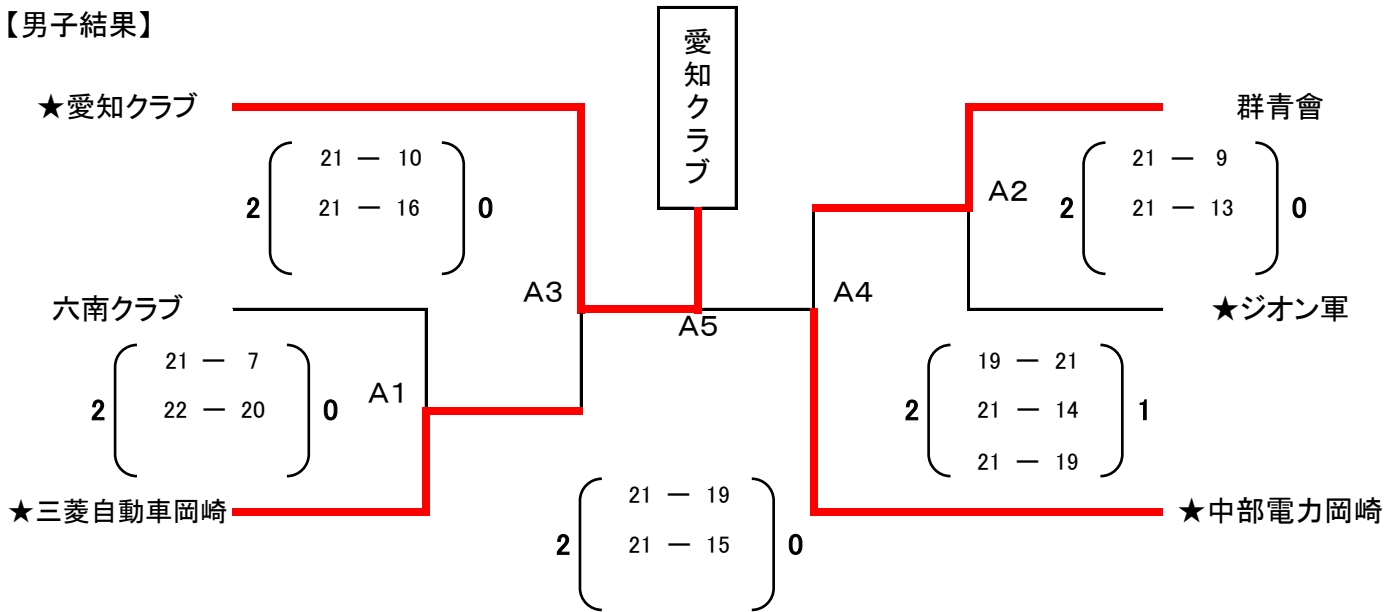 【男子結果】
愛知クラブ
★愛知クラブ
2 21 － 10 0
21 － 16
六南クラブ
2 21 － 7 0
22 － 20
★三菱自動車岡崎
A1
A3
A5
2 21 － 19 0
21 － 15
A4
A2
群青會
2 21 － 9 0
21 － 13
★ジオン軍
19 － 21
2 21 － 14 1
21 － 19
★中部電力岡崎